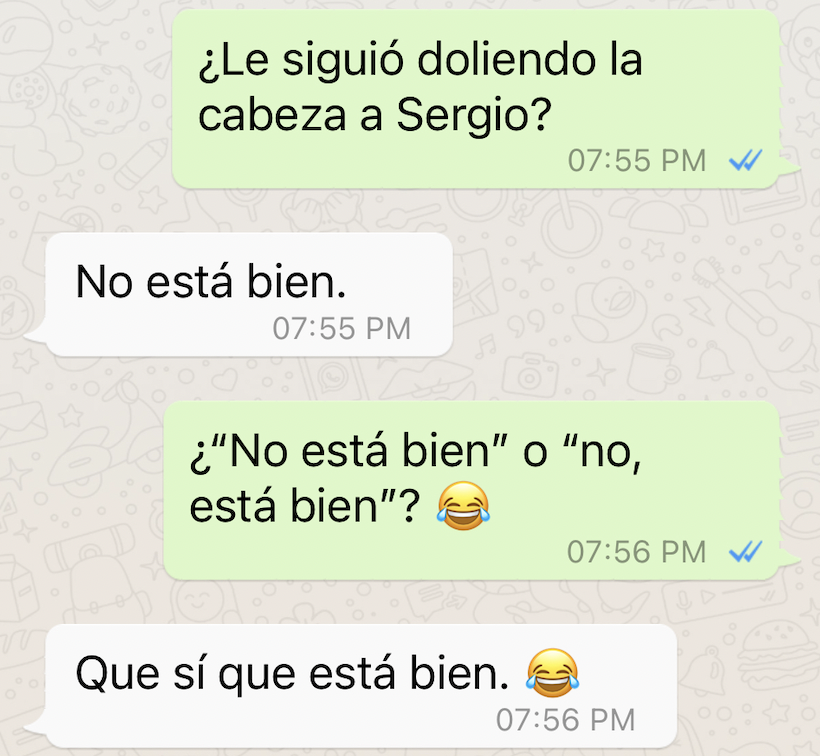 ¿Le siguió doliendo la
cabeza a Sergio?
07:55 PM
No está bien.
07:55 PM
¿“No está bien” o “no,
está bien”? 😂
07:56 PM
Que sí que está bien. 😂
07:56 PM